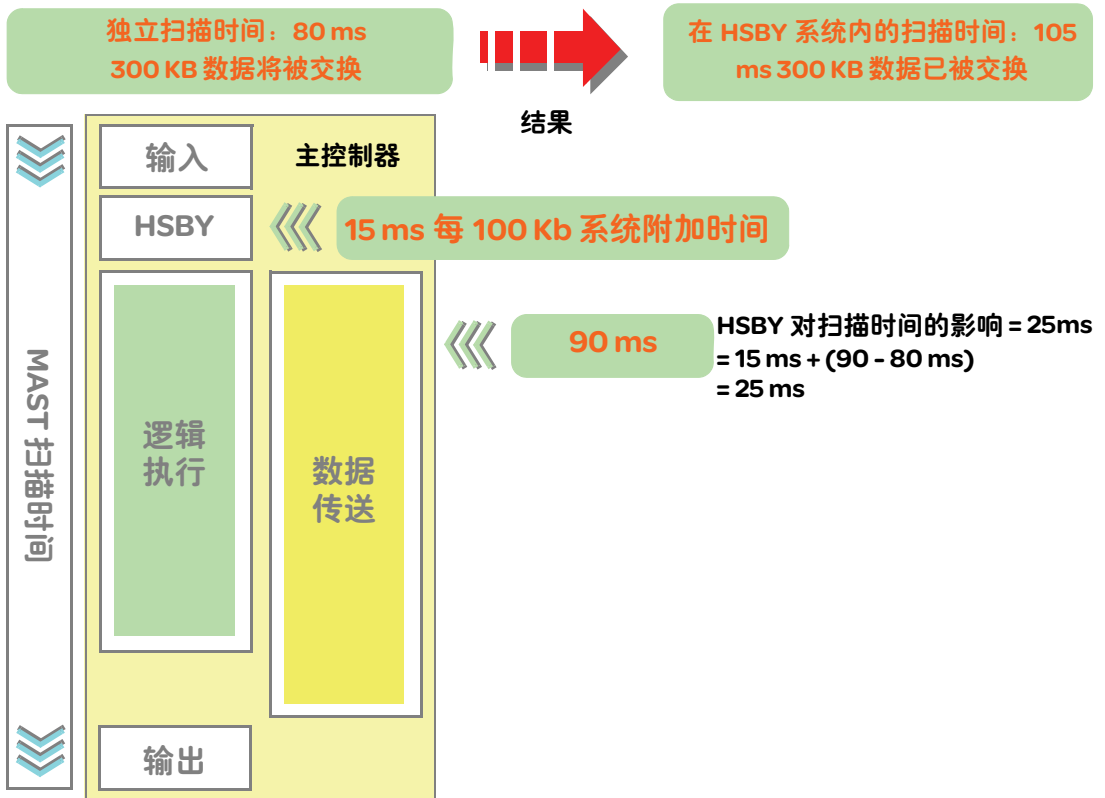 独立扫描时间：80 ms
300 KB 数据将被交换
在 HSBY 系统内的扫描时间：105
ms 300 KB 数据已被交换
结果
输入
主控制器
HSBY
15 ms 每 100 Kb 系统附加时间
90 ms
HSBY 对扫描时间的影响 = 25ms
= 15 ms + (90 - 80 ms)
= 25 ms
MAST 扫描时间
逻辑
执行
数据
传送
输出